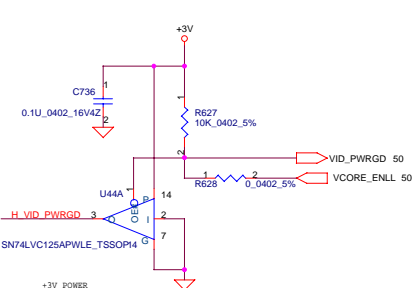 +3V
C736
1
0.1U_0402_16V4Z
2
1
R627
10K_0402_5%
2
VID_PWRGD 50
1
2
VCORE_ENLL 50
R628
0_0402_5%
U44A
1
P
14
OE
H_VID_PWRGD
3
O
I
2
G
7
SN74LVC125APWLE_TSSOP14
+3V POWER